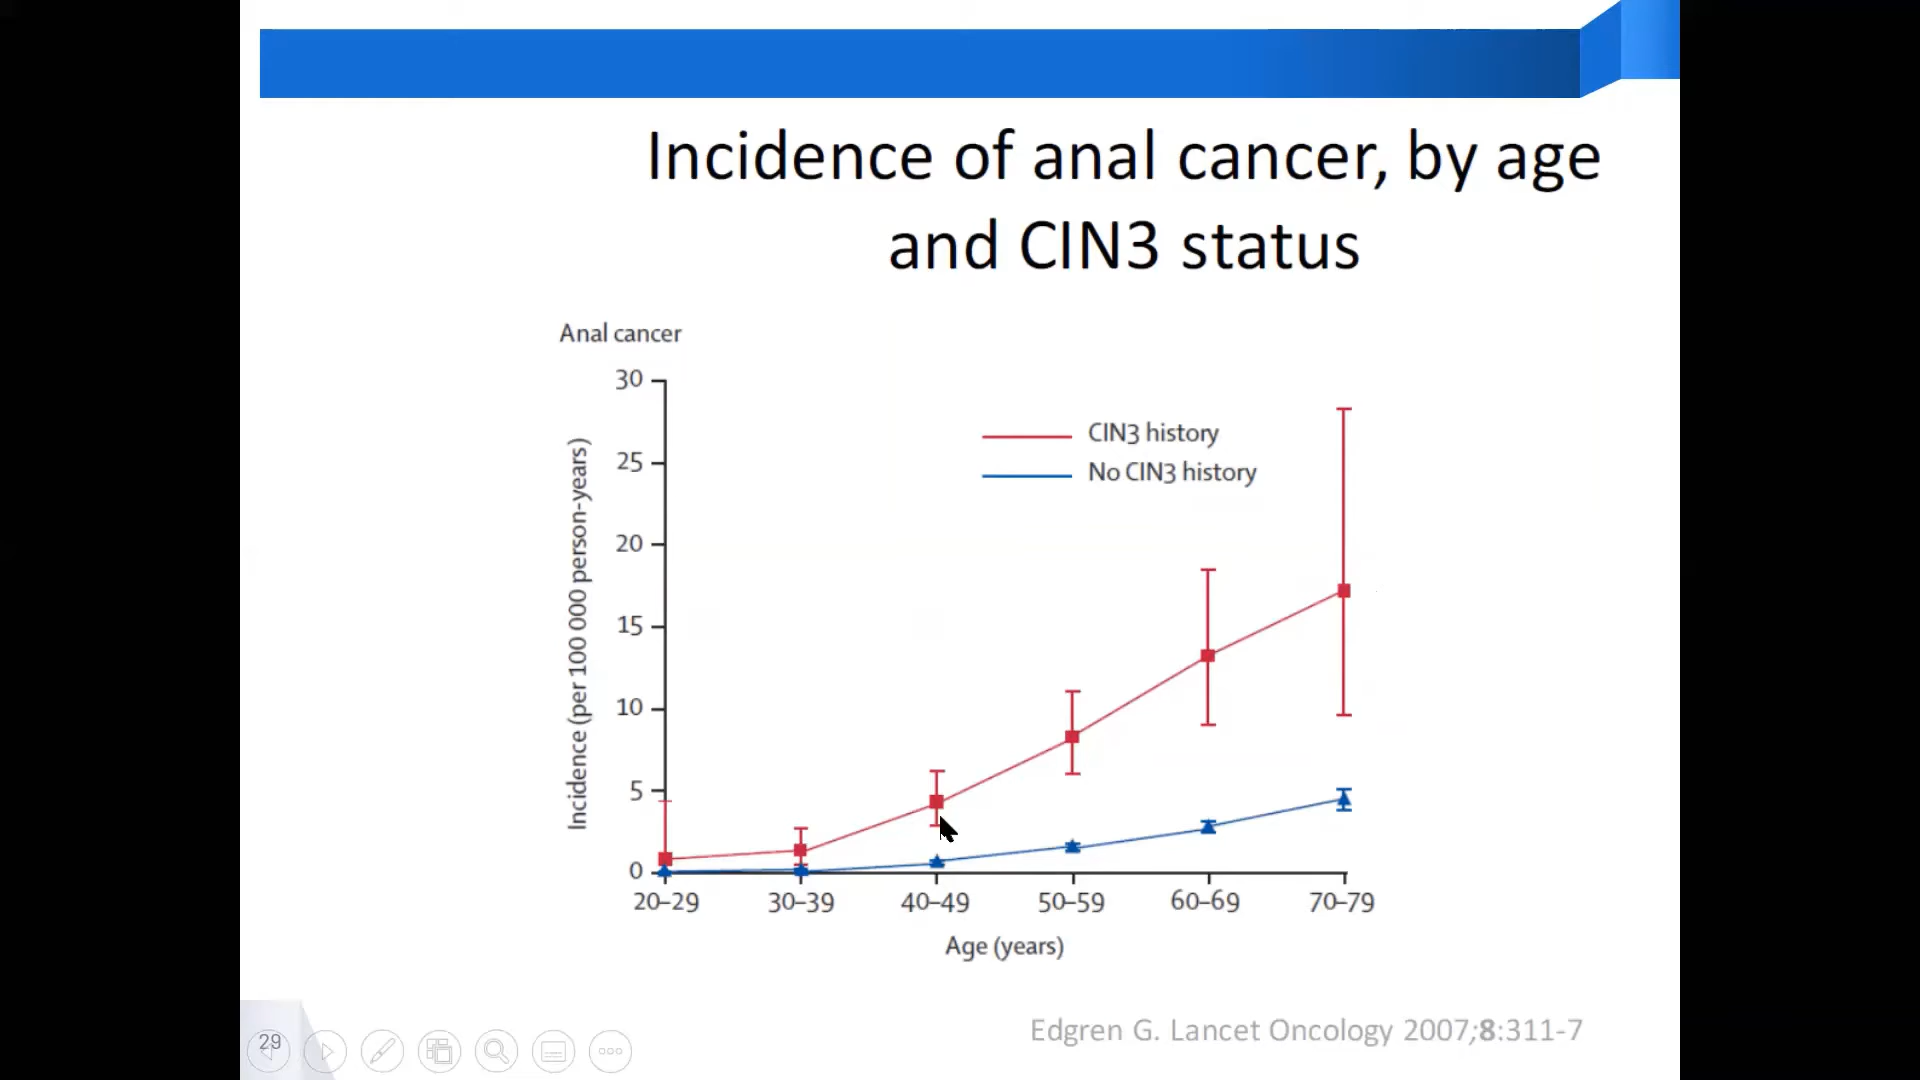 Incidence of anal cancer, by age
and CIN3 status
Anal cancer
Incidence (per 100 000 person-years)
30
25
20
15
10
5
0
CIN3 history
No CIN3 history
20–29 30–39 40–49 50–59 60–69 70–79
Age (years)
Edgren G. Lancet Oncology 2007;8:311-7
29